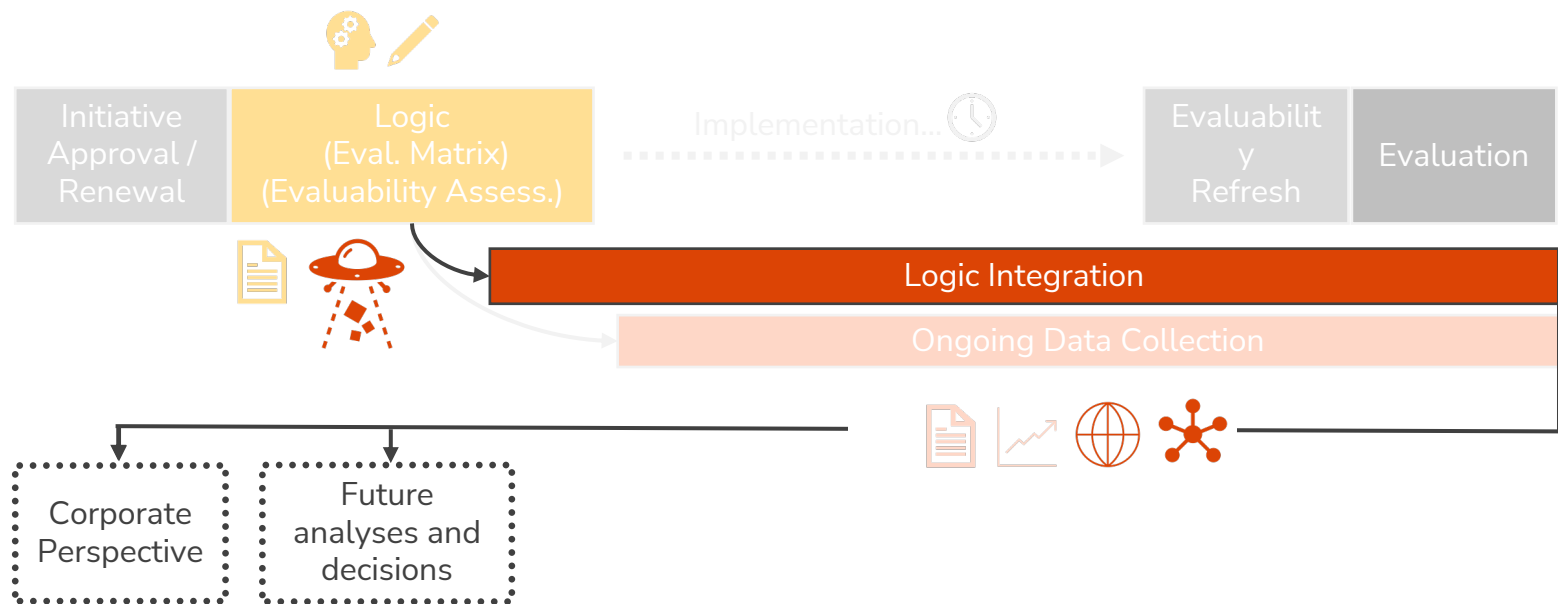 Initiative
Approval /
Renewal
Logic
(Eval. Matrix)
(Evaluability Assess.)
Implementation...
Evaluabilit
y
Refresh
Evaluation
Logic Integration
Ongoing Data Collection
Corporate
Perspective
Future
analyses and
decisions